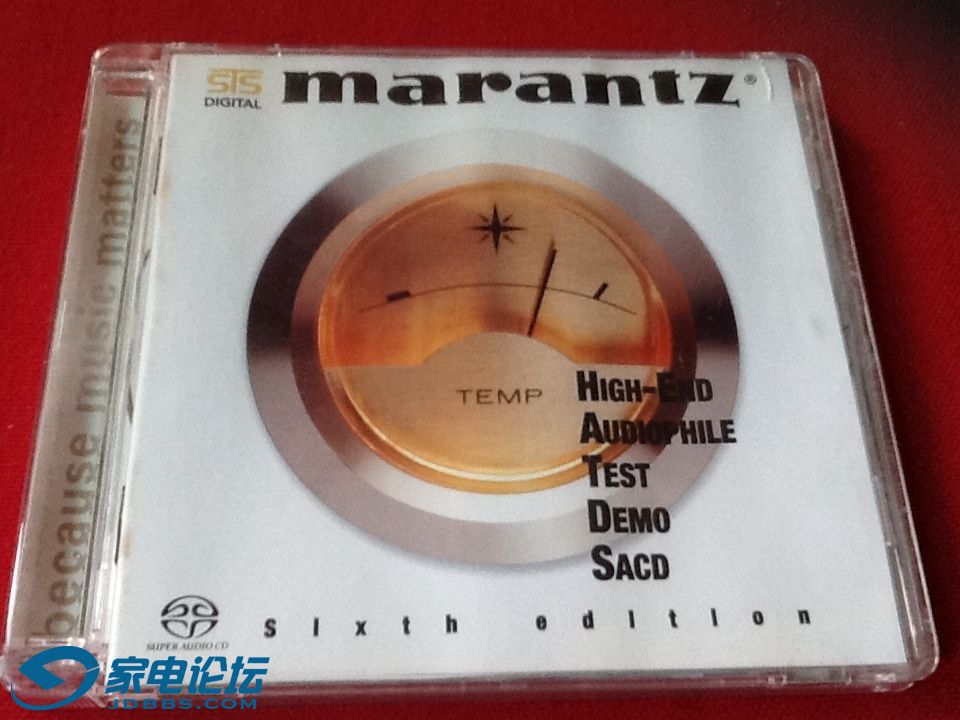 STS
DIGITAL
marantz®
because music matters
TEMP
HIGH-END
AUDIOPHILE
TEST
DEMO
SACD
SUPER AUDIO CD
Sixth edition
家电论坛
JDBBS.COM